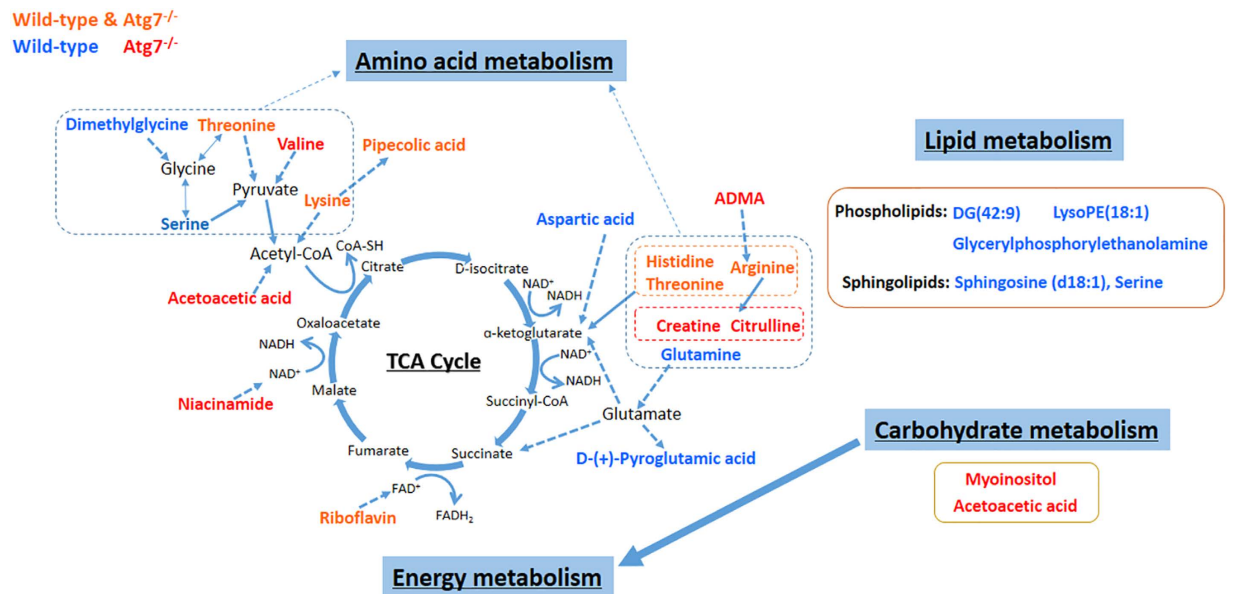 Wild-type & Atg7-/-
Wild-type Atg7-/-
Amino acid metabolism
Lipid metabolism
Dimethylglycine Threonine
Valine
Pipecolic acid
Glycine
Pyruvate
Lysine
Serine
Acetyl-CoA
CoA-SH
Acetoacetic acid
Citrate
D-isocitrate
NAD+
NADH
Aspartic acid
ADMA
Histidine
Arginine
Threonine
Creatine Citrulline
Glutamine
Phospholipids: DG(42:9) LysoPE(18:1)
Glycerylphosphorylethanolamine
Sphingolipids: Sphingosine (d18:1), Serine
Oxaloacetate
α-ketoglutarate
NADH
NAD+
TCA Cycle
NAD+
NADH
Niacinamide
Malate
Succinyl-CoA
Glutamate
Carbohydrate metabolism
Fumarate
Succinate
D-(+)-Pyroglutamic acid
FAD+
Riboflavin
FADH2
Myoinositol
Acetoacetic acid
Energy metabolism